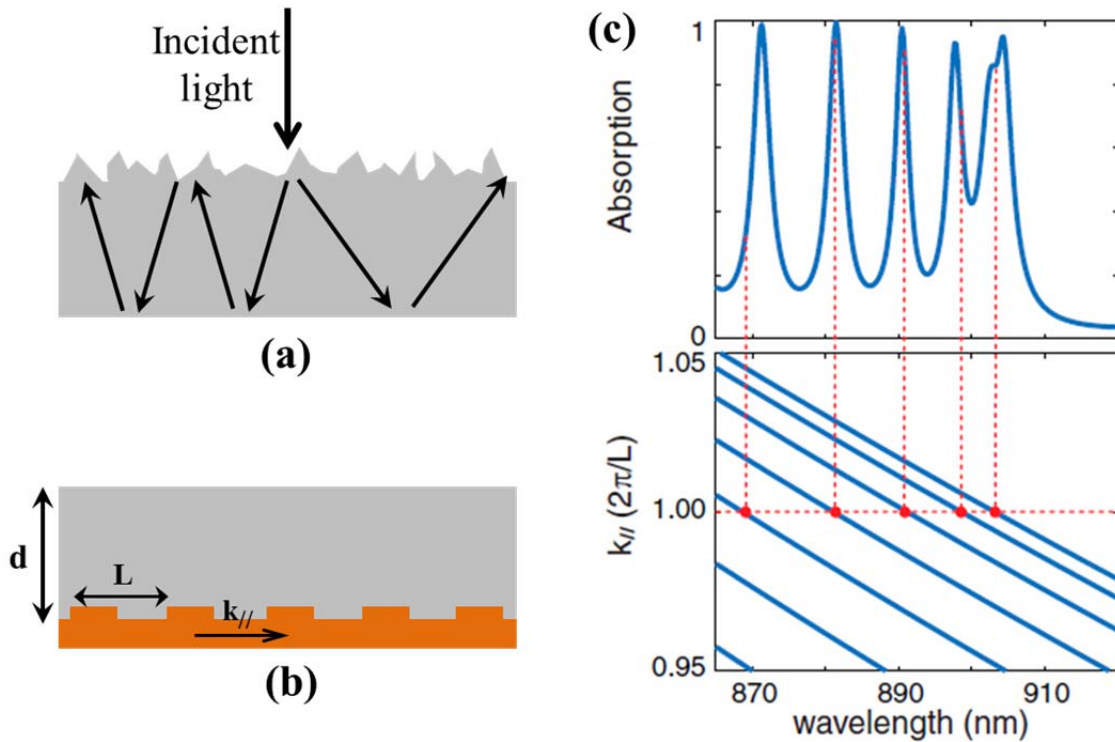 Incident
light
(a)
d
L
k//
(b)
(c)
1
Absorption
0
1.05
1.00
0.95
k// (2π/L)
870
890
910
wavelength (nm)